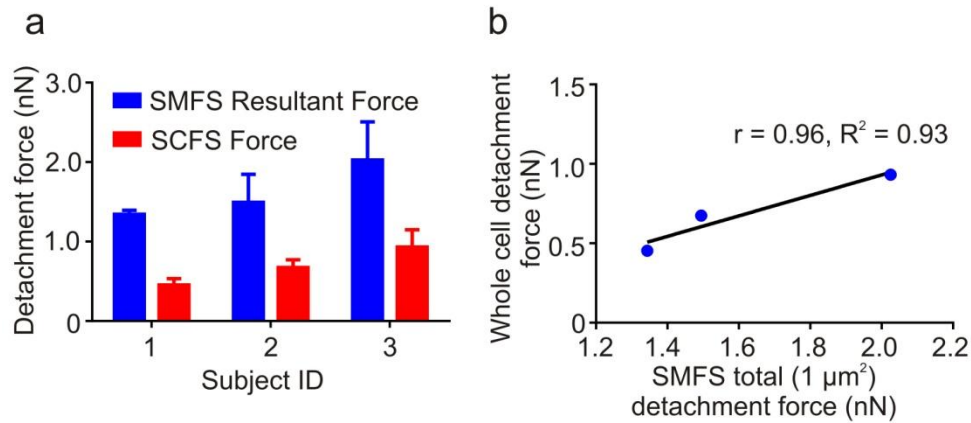 a
Detachment force (nN)
3.0
2.0
1.0
0
SMFS Resultant Force
SCFS Force
1 2 3
Subject ID
b
Whole cell detachment
force (nN)
1.5
1.0
0.5
0
r = 0.96, R² = 0.93
1.2 1.4 1.6 1.8 2.0 2.2
SMFS total (1 µm²)
detachment force (nN)